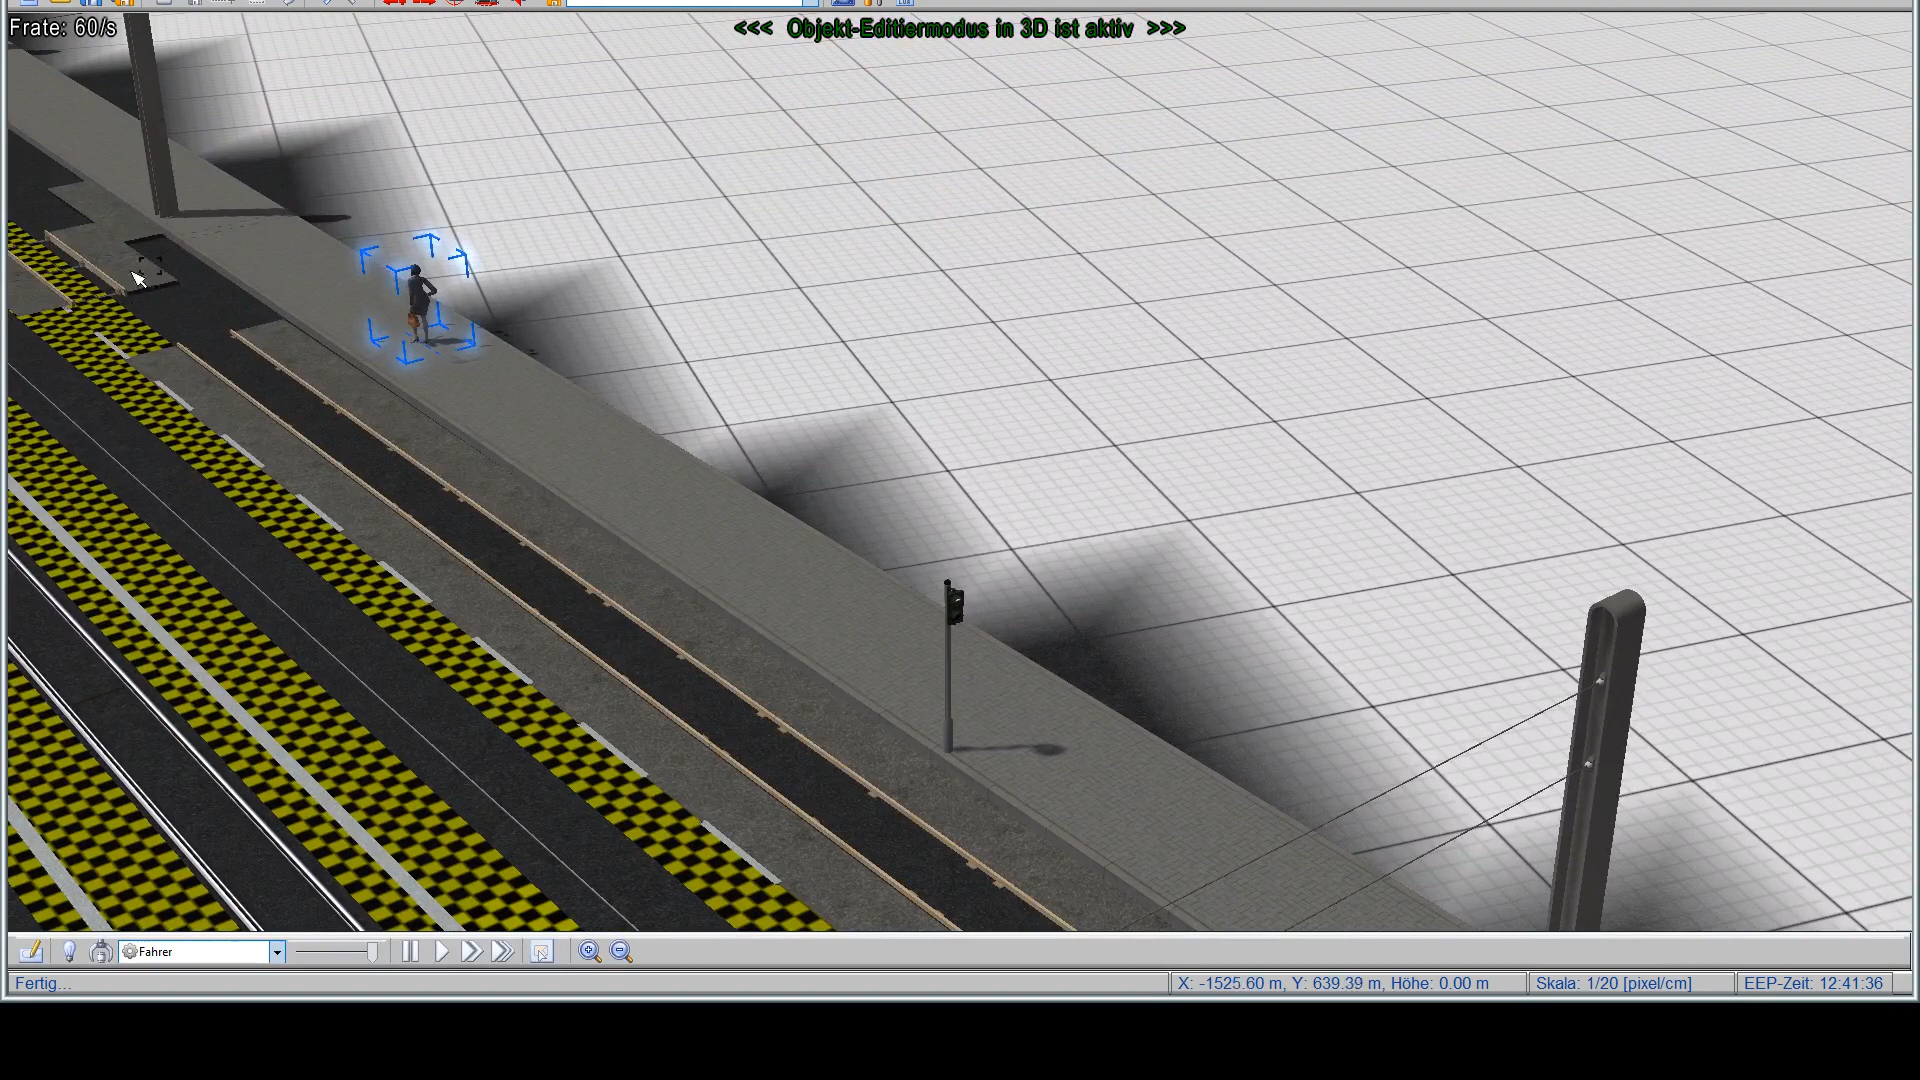 Frate: 60/s
<<< Objekt-Editiermodus in 3D ist aktiv >>>
Fahrer
Fertig...
X: -1525.60 m, Y: 639.39 m, Höhe: 0.00 m
Skala: 1/20 [pixel/cm]
EEP-Zeit: 12:41:36